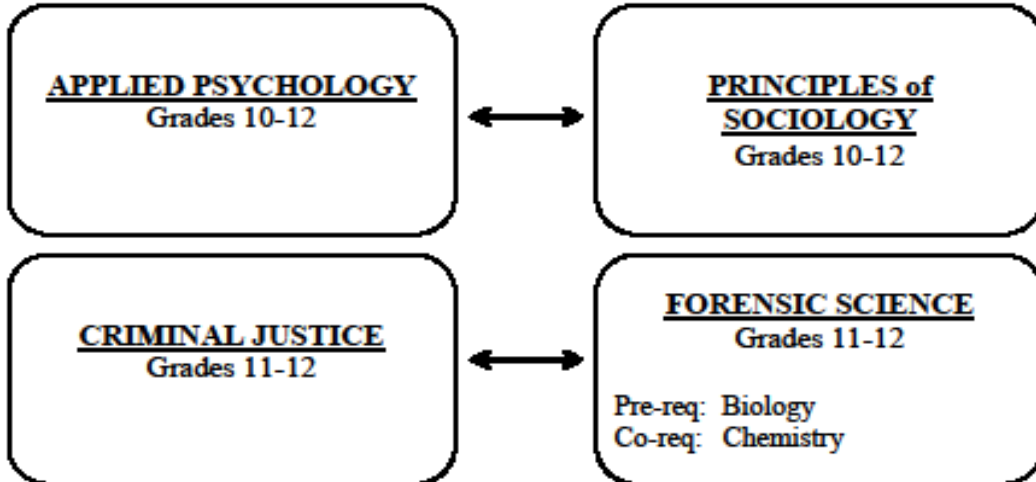 APPLIED PSYCHOLOGY
Grades 10-12
PRINCIPLES of
SOCIOLOGY
Grades 10-12
CRIMINAL JUSTICE
Grades 11-12
FORENSIC SCIENCE
Grades 11-12
Pre-req: Biology
Co-req: Chemistry